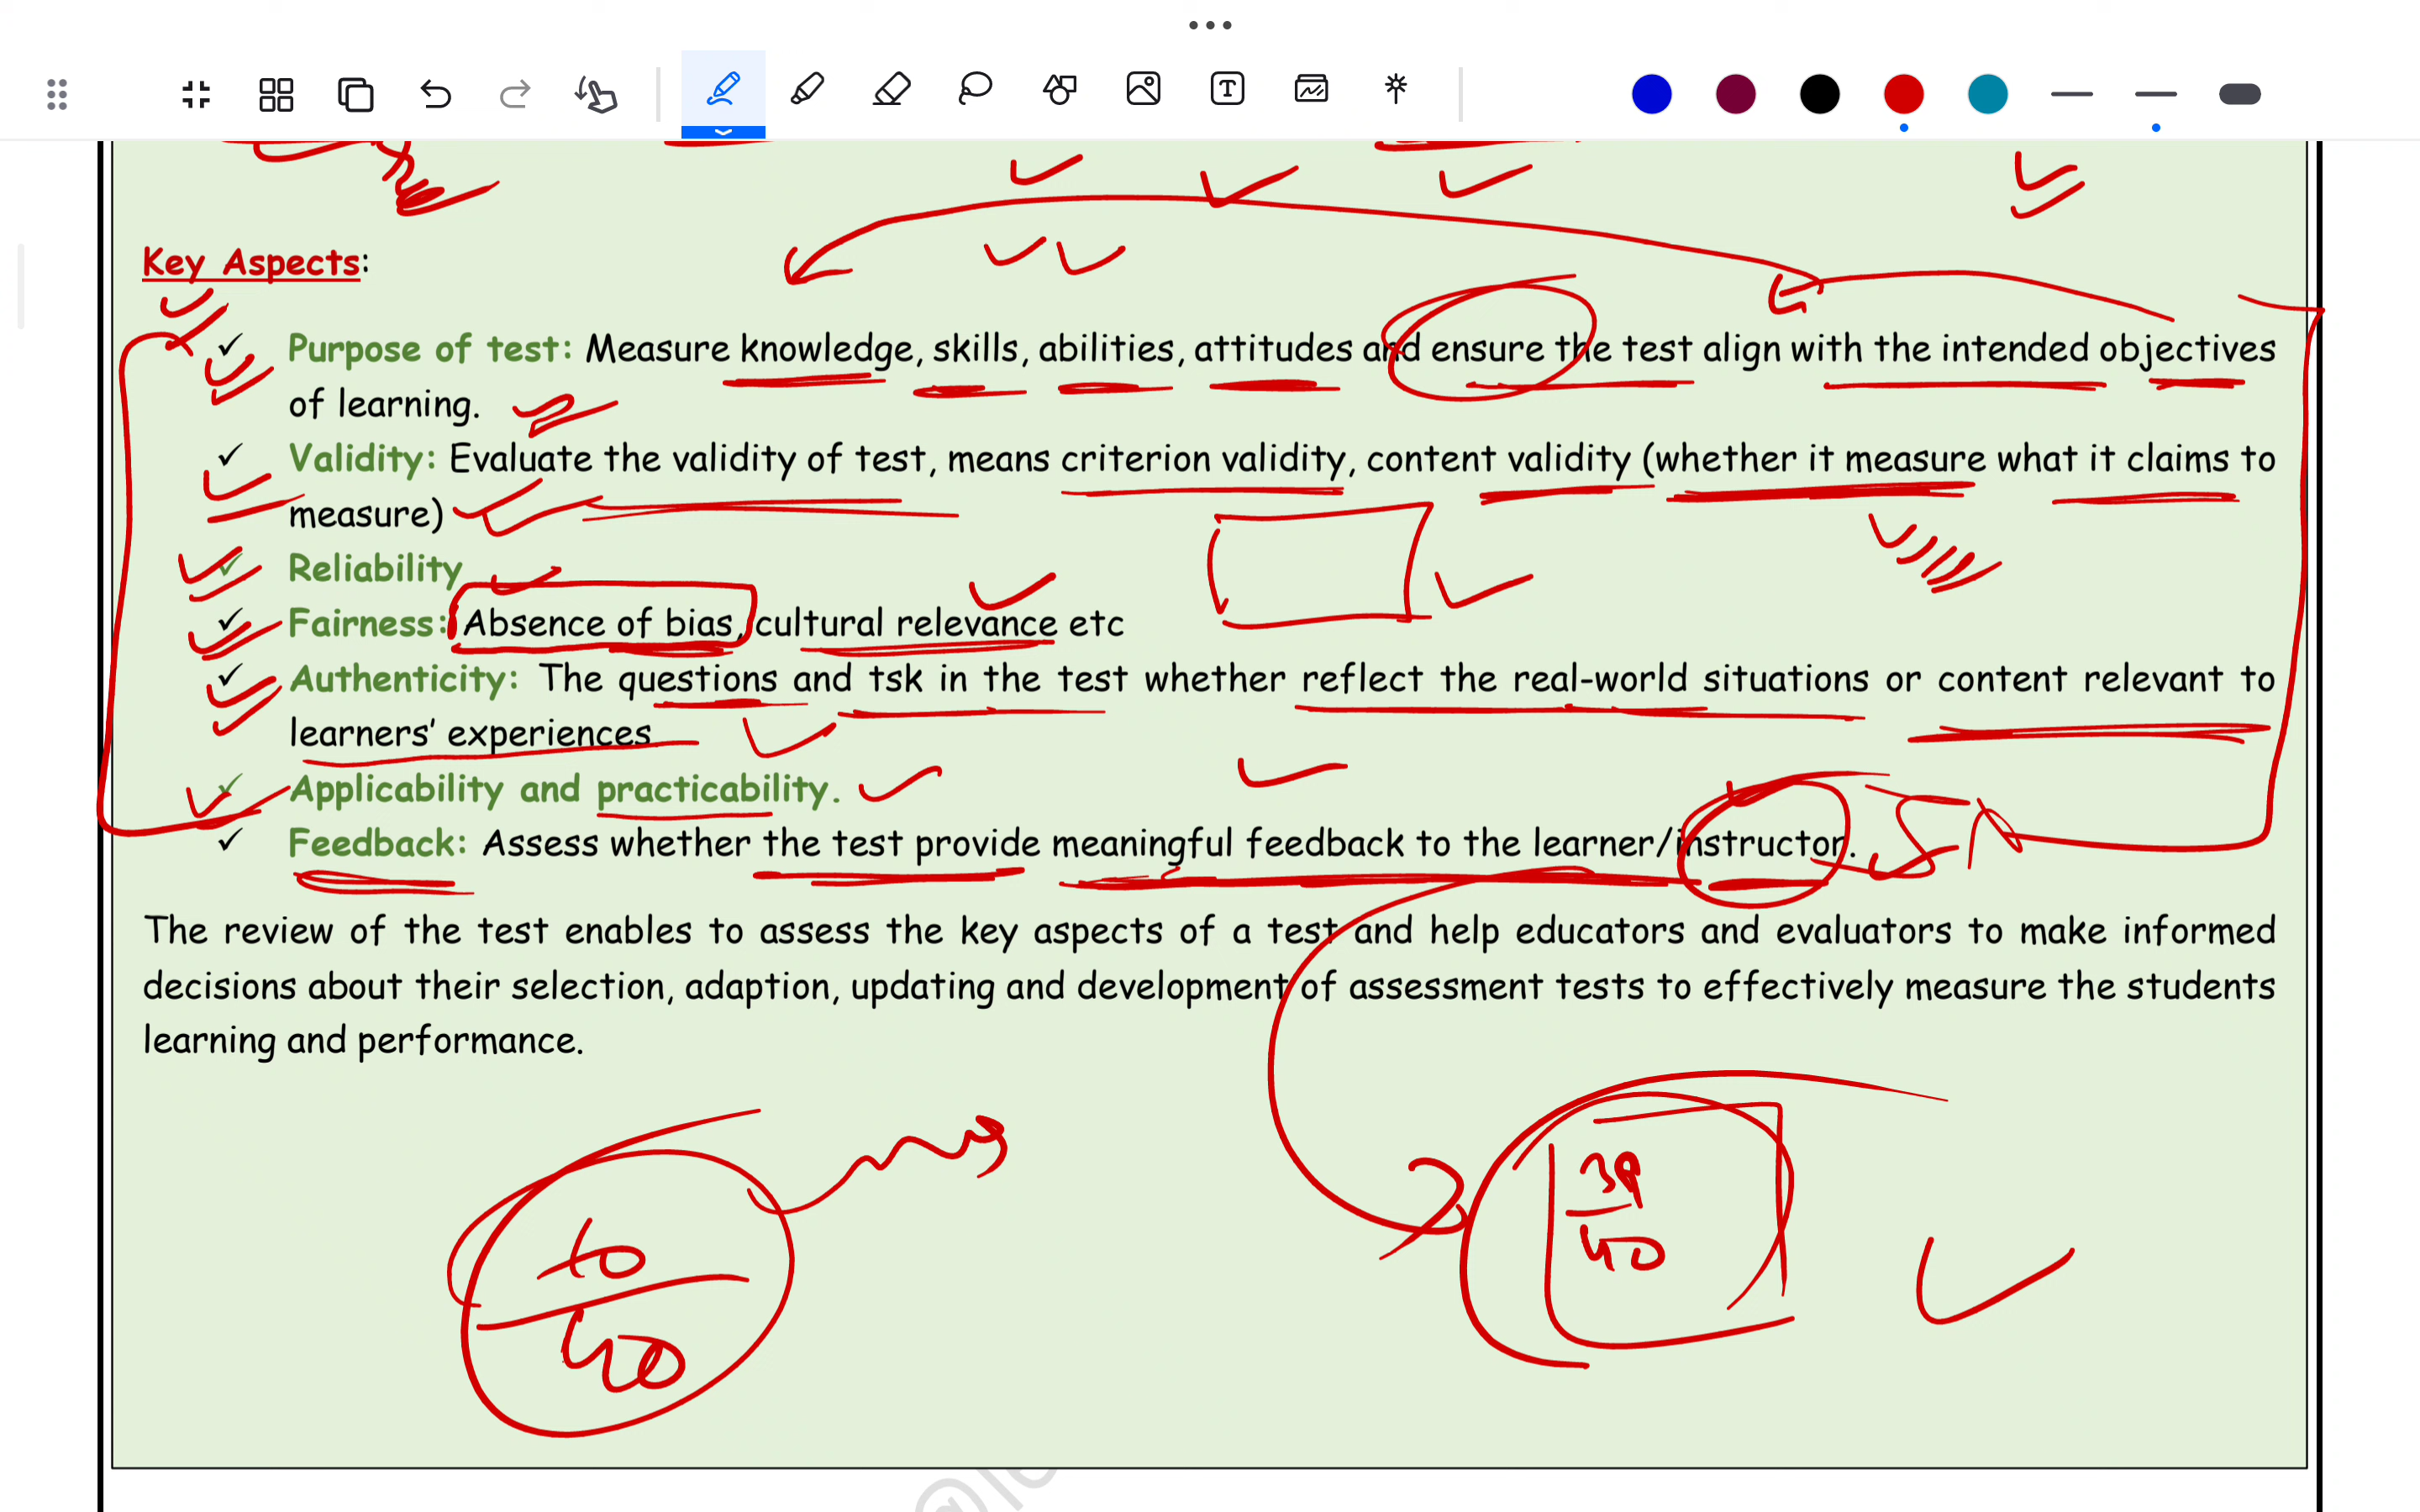 Key Aspects:
✓ Purpose of test: Measure knowledge, skills, abilities, attitudes and ensure the test align with the intended objectives
of learning.
✓ Validity: Evaluate the validity of test, means criterion validity, content validity (whether it measure what it claims to
measure)
✓ Reliability
✓ Fairness: Absence of bias, cultural relevance etc
✓ Authenticity: The questions and tsk in the test whether reflect the real-world situations or content relevant to
learners' experiences
✓ Applicability and practicability.
✓ Feedback: Assess whether the test provide meaningful feedback to the learner/instructor.
The review of the test enables to assess the key aspects of a test and help educators and evaluators to make informed
decisions about their selection, adaption, updating and development of assessment tests to effectively measure the students
learning and performance.
39
40
10
40